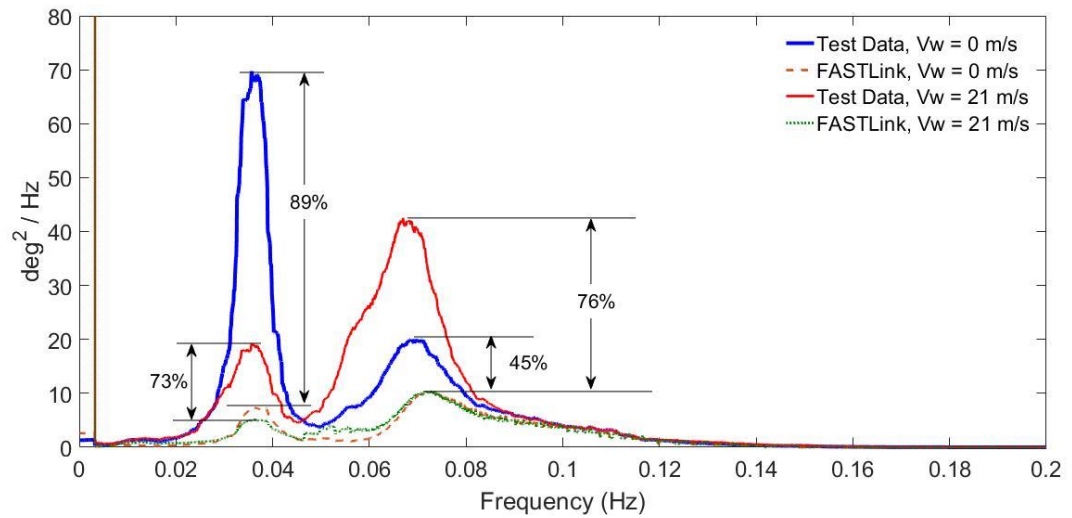 80
70
60
50
40
30
20
10
0
deg2 / Hz
Test Data, Vw = 0 m/s
FASTLink, Vw = 0 m/s
Test Data, Vw = 21 m/s
FASTLink, Vw = 21 m/s
89%
76%
73%
45%
0 0.02 0.04 0.06 0.08 0.1 0.12 0.14 0.16 0.18 0.2
Frequency (Hz)